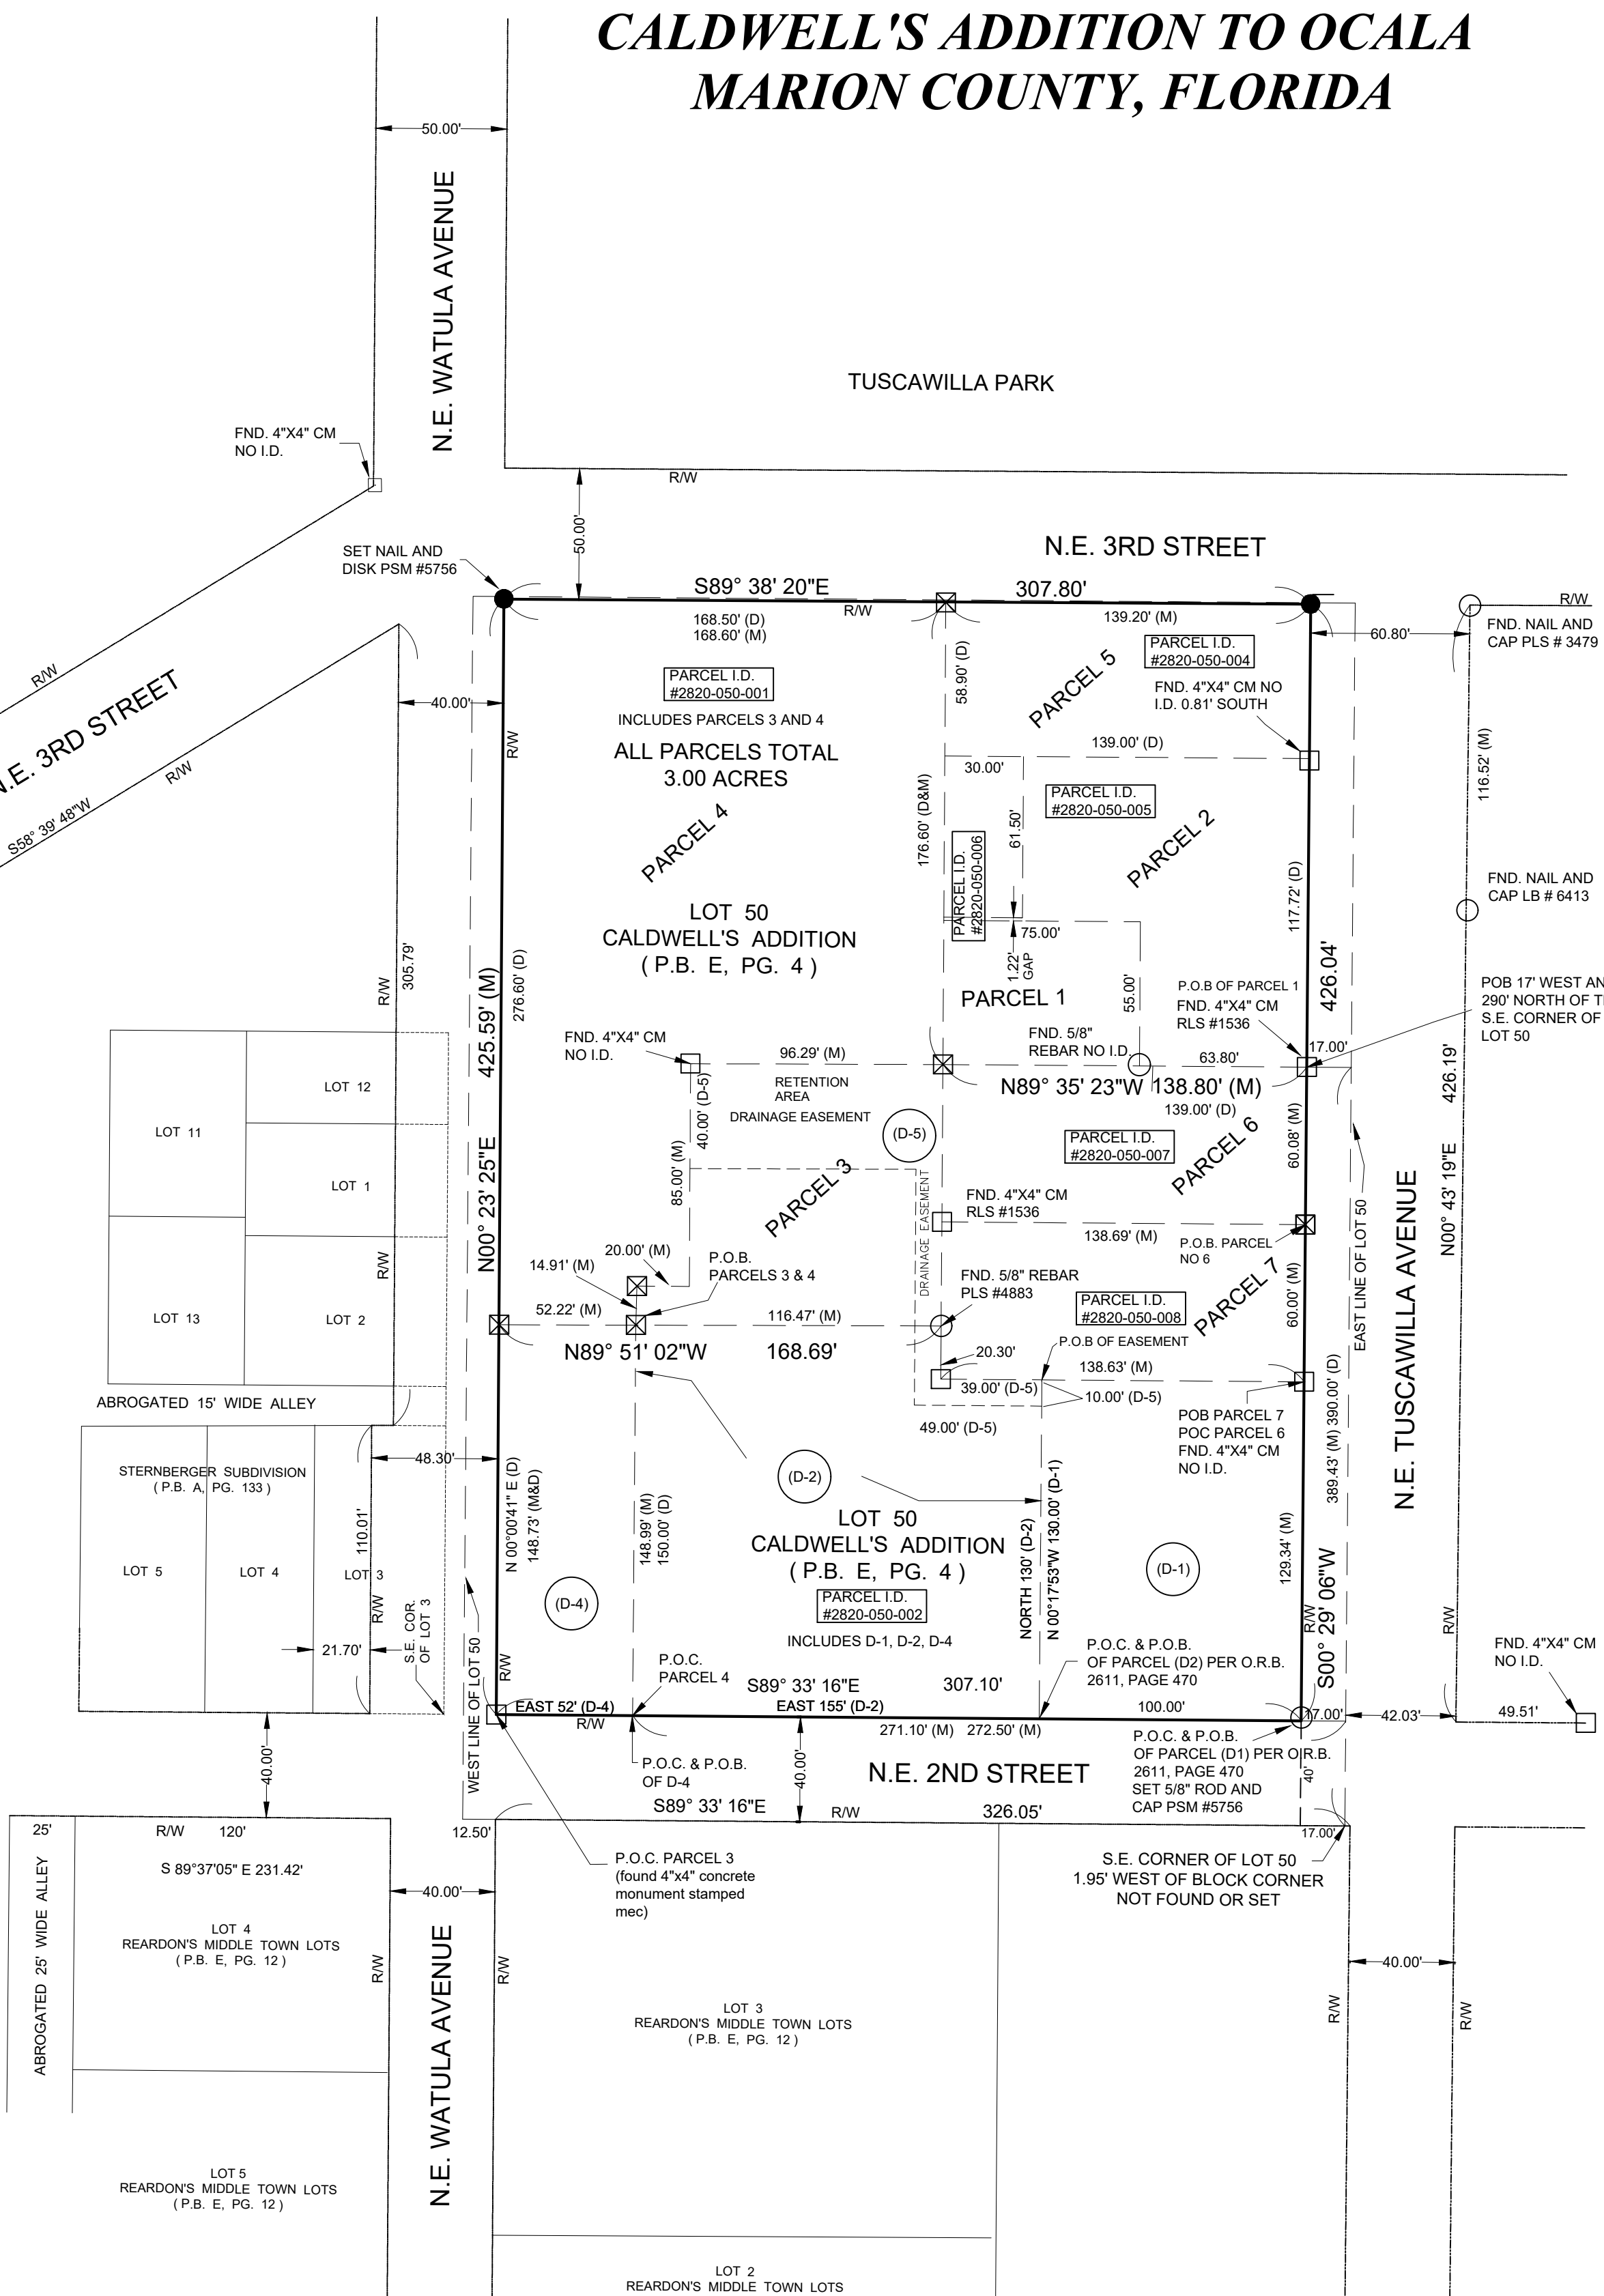 CALDWELL'S ADDITION TO OCALA
MARION COUNTY, FLORIDA
50.00'
N.E. WATULA AVENUE
TUSCAWILLA PARK
FND. 4"X4" CM
NO I.D.
R/W
50.00'
N.E. 3RD STREET
SET NAIL AND
DISK PSM #5756
S89° 38' 20"E
307.80'
R/W
R/W
168.50' (D)
168.60' (M)
139.20' (M)
60.80'
FND. NAIL AND
CAP PLS # 3479
R/W
N.E. 3RD STREET
R/W
S58° 39' 48"W
40.00'
R/W
PARCEL I.D.
#2820-050-001
INCLUDES PARCELS 3 AND 4
ALL PARCELS TOTAL
3.00 ACRES
PARCEL 4
58.90' (D)
PARCEL 5
PARCEL I.D.
#2820-050-004
FND. 4"X4" CM NO
I.D. 0.81' SOUTH
139.00' (D)
30.00'
116.52' (M)
176.60' (D&M)
61.50'
PARCEL I.D.
#2820-050-005
PARCEL I.D.
#2820-050-006
PARCEL 2
117.72' (D)
FND. NAIL AND
CAP LB # 6413
LOT 50
CALDWELL'S ADDITION
( P.B. E, PG. 4 )
305.79'
R/W
276.60' (D)
425.59' (M)
N00° 23' 25"E
75.00'
1.22'
GAP
55.00'
PARCEL 1
P.O.B OF PARCEL 1
FND. 4"X4" CM
RLS #1536
426.04'
POB 17' WEST AN
290' NORTH OF T
S.E. CORNER OF
LOT 50
FND. 4"X4" CM
NO I.D.
96.29' (M)
FND. 5/8"
REBAR NO I.D.
63.80'
17.00'
N89° 35' 23"W 138.80' (M)
139.00' (D)
RETENTION
AREA
DRAINAGE EASEMENT
40.00' (D-5)
85.00' (M)
(D-5)
PARCEL I.D.
#2820-050-007
PARCEL 6
60.08' (M)
426.19'
N00° 43' 19"E
LOT 12
LOT 11
LOT 1
LOT 13
LOT 2
R/W
PARCEL 3
DRAINAGE EASEMENT
FND. 4"X4" CM
RLS #1536
138.69' (M)
P.O.B. PARCEL
NO 6
EAST LINE OF LOT 50
N.E. TUSCAWILLA AVENUE
20.00' (M)
14.91' (M)
P.O.B.
PARCELS 3 & 4
52.22' (M)
116.47' (M)
N89° 51' 02"W
168.69'
FND. 5/8" REBAR
PLS #4883
PARCEL I.D.
#2820-050-008
PARCEL 7
60.00' (M)
P.O.B OF EASEMENT
20.30'
138.63' (M)
39.00' (D-5)
10.00' (D-5)
49.00' (D-5)
POB PARCEL 7
POC PARCEL 6
FND. 4"X4" CM
NO I.D.
389.43' (M) 390.00' (D)
ABROGATED 15' WIDE ALLEY
STERNBERGER SUBDIVISION
( P.B. A, PG. 133 )
48.30'
LOT 5
LOT 4
LOT 3
110.01'
R/W
21.70'
S.E. COR.
OF LOT 3
WEST LINE OF LOT 50
N 00°00'41" E (D)
148.73' (M&D)
148.99' (M)
150.00' (D)
(D-2)
LOT 50
CALDWELL'S ADDITION
( P.B. E, PG. 4 )
PARCEL I.D.
#2820-050-002
INCLUDES D-1, D-2, D-4
(D-4)
NORTH 130' (D-2)
N 00°17'53"W 130.00' (D-1)
(D-1)
129.34' (M)
R/W
S00° 29' 06"W
R/W
R/W
P.O.C.
PARCEL 4
S89° 33' 16"E
307.10'
P.O.C. & P.O.B.
OF PARCEL (D2) PER O.R.B.
2611, PAGE 470
FND. 4"X4" CM
NO I.D.
EAST 52' (D-4)
R/W
EAST 155' (D-2)
100.00'
271.10' (M)
272.50' (M)
17.00'
42.03'
49.51'
40.00'
40.00'
P.O.C. & P.O.B.
OF D-4
N.E. 2ND STREET
P.O.C. & P.O.B.
OF PARCEL (D1) PER O.R.B.
2611, PAGE 470
SET 5/8" ROD AND
CAP PSM #5756
40'
S89° 33' 16"E
R/W
326.05'
17.00'
25'
R/W
120'
12.50'
S 89°37'05" E 231.42'
P.O.C. PARCEL 3
(found 4"x4" concrete
monument stamped
mec)
S.E. CORNER OF LOT 50
1.95' WEST OF BLOCK CORNER
NOT FOUND OR SET
40.00'
ABROGATED 25' WIDE ALLEY
LOT 4
REARDON'S MIDDLE TOWN LOTS
( P.B. E, PG. 12 )
R/W
N.E. WATULA AVENUE
R/W
LOT 3
REARDON'S MIDDLE TOWN LOTS
( P.B. E, PG. 12 )
40.00'
R/W
R/W
LOT 5
REARDON'S MIDDLE TOWN LOTS
( P.B. E, PG. 12 )
LOT 2
REARDON'S MIDDLE TOWN LOTS